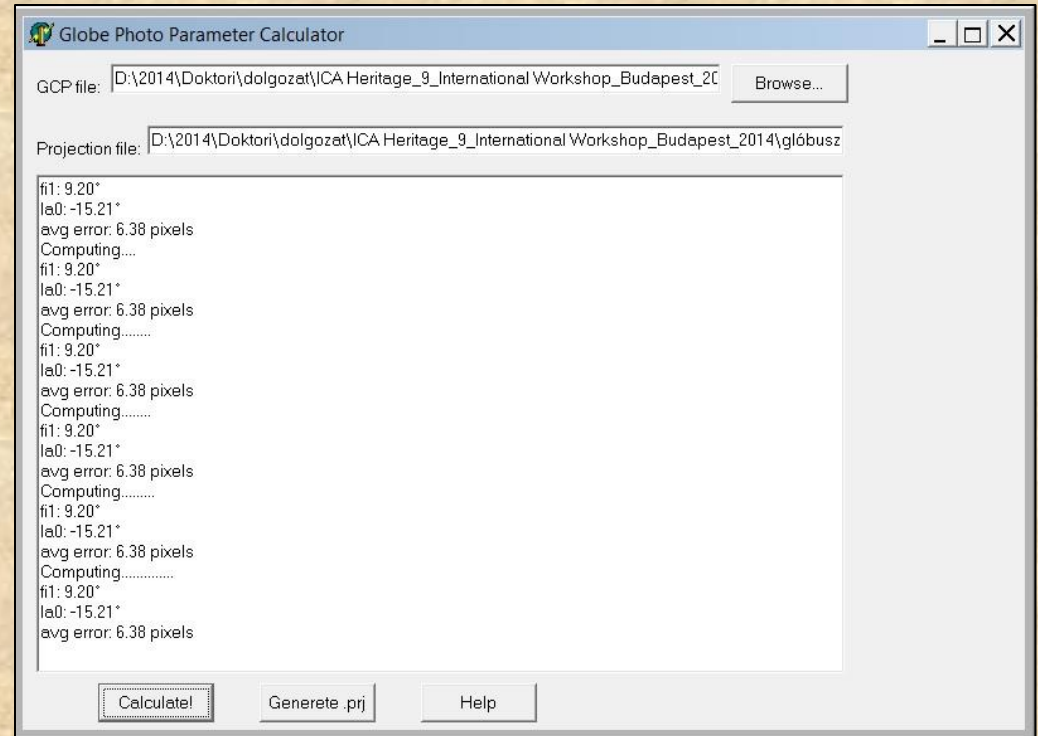 Globe Photo Parameter Calculator
GCP file: D:\2014\Doktori\dolgozat\ICA Heritage_9_International Workshop_Budapest_20 Browse...
Projection file: D:\2014\Doktori\dolgozat\ICA Heritage_9_International Workshop_Budapest_2014\glóbusz
fi1: 9.20°
la0: -15.21°
avg error: 6.38 pixels
Computing....
fi1: 9.20°
la0: -15.21°
avg error: 6.38 pixels
Computing........
fi1: 9.20°
la0: -15.21°
avg error: 6.38 pixels
Computing........
fi1: 9.20°
la0: -15.21°
avg error: 6.38 pixels
Computing.........
fi1: 9.20°
la0: -15.21°
avg error: 6.38 pixels
Computing..............
fi1: 9.20°
la0: -15.21°
avg error: 6.38 pixels
Calculate! Generete .prj Help